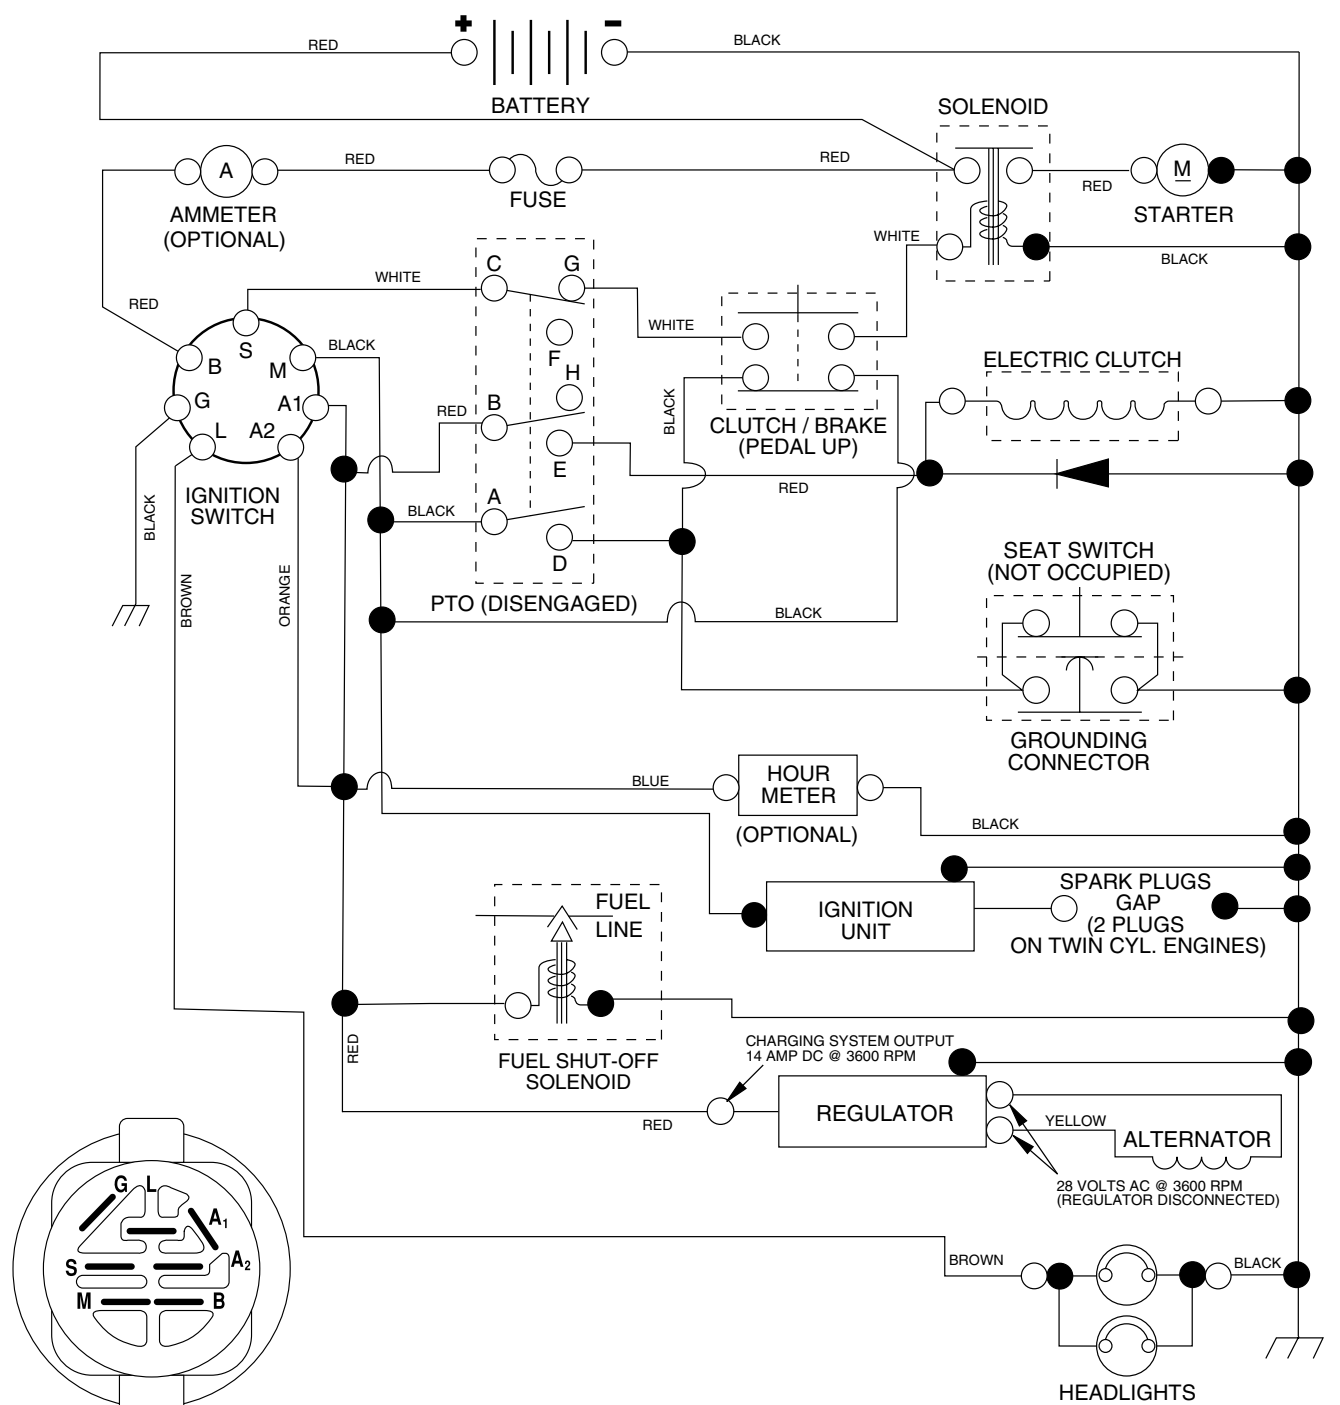 + −
RED
BLACK
BATTERY
SOLENOID
A
RED
RED
M
RED
FUSE
AMMETER
(OPTIONAL)
STARTER
WHITE
BLACK
C G
WHITE
RED
WHITE
F
S
BLACK
B
M
H
ELECTRIC CLUTCH
G
A1
B
RED
BLACK
L
A2
CLUTCH / BRAKE
(PEDAL UP)
E
RED
IGNITION
SWITCH
A
BLACK
BLACK
D
SEAT SWITCH
(NOT OCCUPIED)
BROWN
ORANGE
PTO (DISENGAGED)
BLACK
GROUNDING
CONNECTOR
BLUE
HOUR
METER
(OPTIONAL)
BLACK
FUEL
LINE
IGNITION
UNIT
SPARK PLUGS
GAP
(2 PLUGS
ON TWIN CYL. ENGINES)
RED
FUEL SHUT-OFF
SOLENOID
CHARGING SYSTEM OUTPUT
14 AMP DC @ 3600 RPM
RED
REGULATOR
YELLOW
ALTERNATOR
28 VOLTS AC @ 3600 RPM
(REGULATOR DISCONNECTED)
G L
A1
S
A2
M B
BROWN
BLACK
HEADLIGHTS